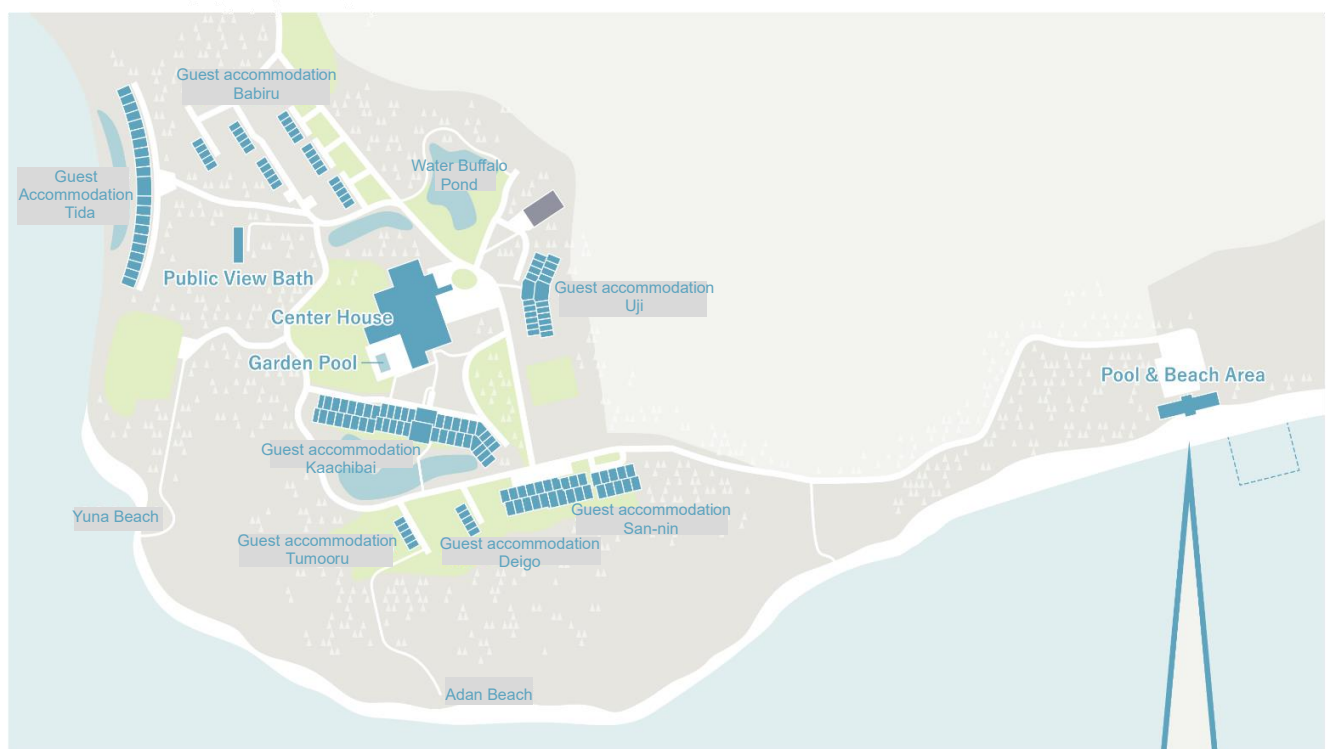 Guest accommodation
Babiru
Guest
Accommodation
Tida
Water Buffalo
Pond
Public View Bath
Guest accommodation
Uji
Center House
Garden Pool
Pool & Beach Area
Guest accommodation
Kaachibai
Yuna Beach
Guest accommodation
San-nin
Guest accommodation
Tumooru
Guest accommodation
Deigo
Adan Beach